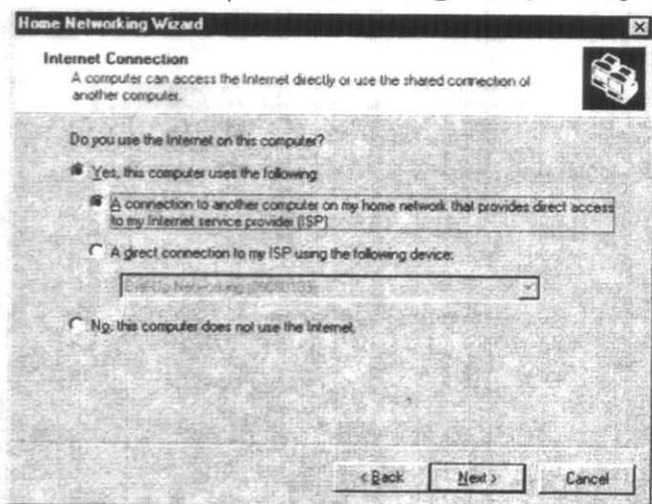 Home Networking Wizard
Internet Connection
A computer can access the Internet directly or use the shared connection of
another computer.
Do you use the Internet on this computer?
Yes, this computer uses the following:
A connection to another computer on my home network that provides direct access
to my Internet service provider (ISP)
A direct connection to my ISP using the following device:
Dial-Up Networking
No, this computer does not use the Internet.
< Back
Next >
Cancel